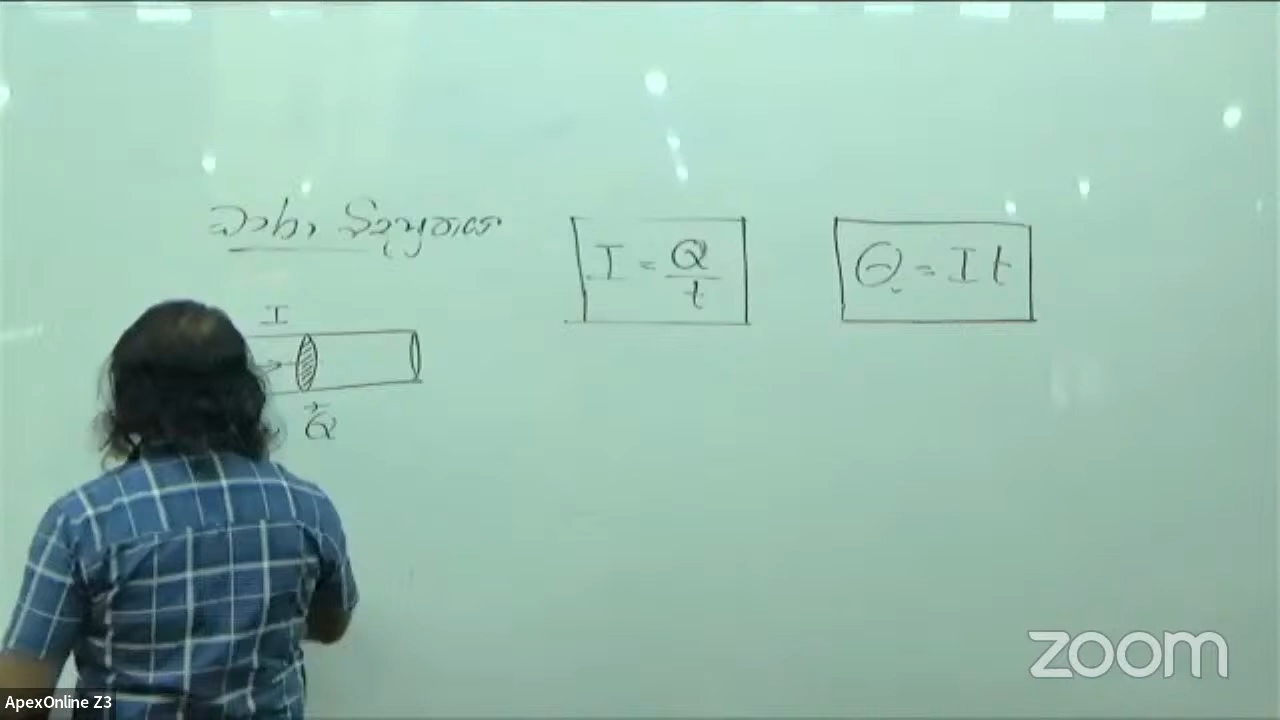 ධාරා විද්‍යුතය
I = Q/t
Q = It
I
Q
zoom
ApexOnline Z3